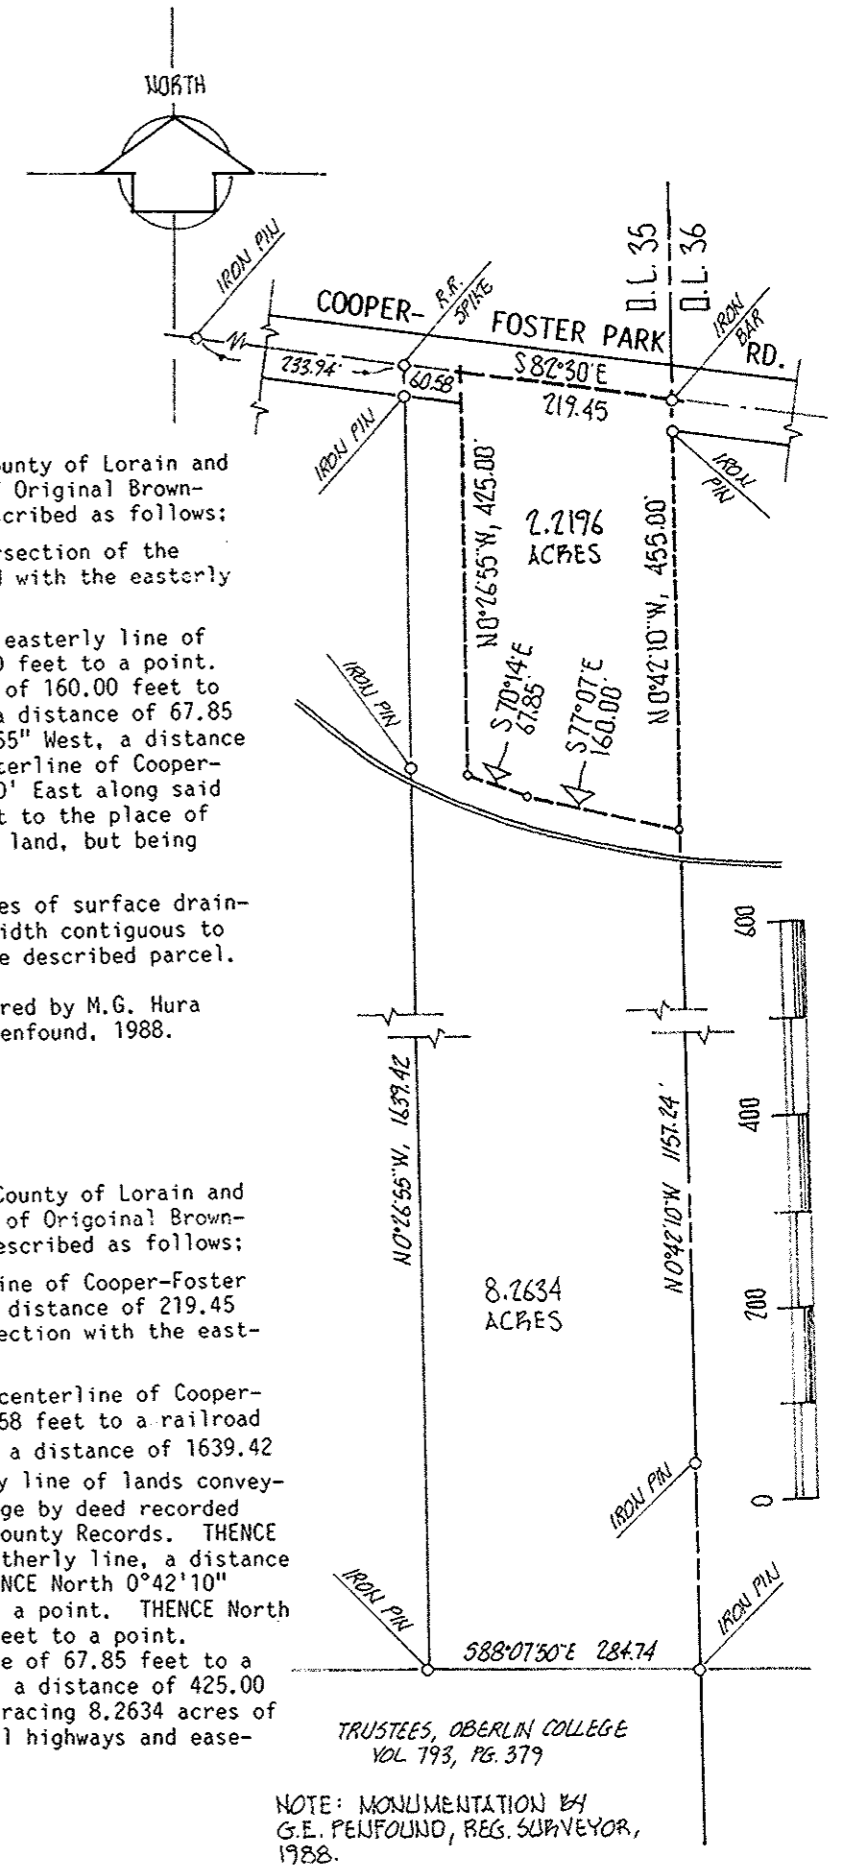 NORTH
IRON PIN
R.R.
SPIKE
O.L. 35
O.L. 36
IRON
BAR
COOPER- FOSTER PARK RD.
233.94'
60.58
S82°30'E
219.45
IRON PIN
IRON
PIN
N0°26'55"W, 425.00'
2.2196
ACRES
N0°42'10"W, 455.00'
S70°14'E
67.85'
S77°07'E
160.00'
IRON PIN
ounty of Lorain and
Original Brown-
cribed as follows:
rsection of the
with the easterly
easterly line of
feet to a point.
of 160.00 feet to
a distance of 67.85
55" West, a distance
terline of Cooper-
0' East along said
t to the place of
land, but being
es of surface drain-
idth contiguous to
e described parcel.
red by M.G. Hura
enfound, 1988.
600
400
200
0
N0°26'55"W, 1639.42
N0°42'10"W 1157.24'
8.2634
ACRES
County of Lorain and
of Origoinal Brown-
escribed as follows:
ine of Cooper-Foster
distance of 219.45
ection with the east-
centerline of Cooper-
58 feet to a railroad
a distance of 1639.42
y line of lands convey-
ge by deed recorded
ounty Records. THENCE
therly line, a distance
NCE North 0°42'10"
a point. THENCE North
eet to a point.
e of 67.85 feet to a
a distance of 425.00
racing 8.2634 acres of
l highways and ease-
IRON PIN
IRON PIN
IRON PIN
S88°07'50"E 284.74
TRUSTEES, OBERLIN COLLEGE
VOL 793, PG. 379
NOTE: MONUMENTATION BY
G.E. PENFOUND, REG. SURVEYOR,
1988.